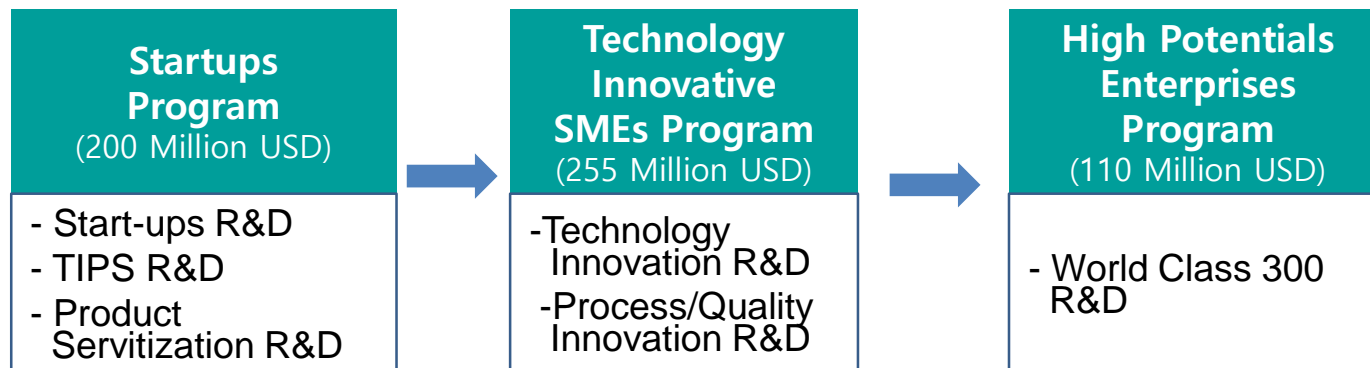 Startups
Program
(200 Million USD)
- Start-ups R&D
- TIPS R&D
- Product
Servitization R&D
Technology
Innovative
SMEs Program
(255 Million USD)
-Technology
Innovation R&D
-Process/Quality
Innovation R&D
High Potentials
Enterprises
Program
(110 Million USD)
- World Class 300
R&D